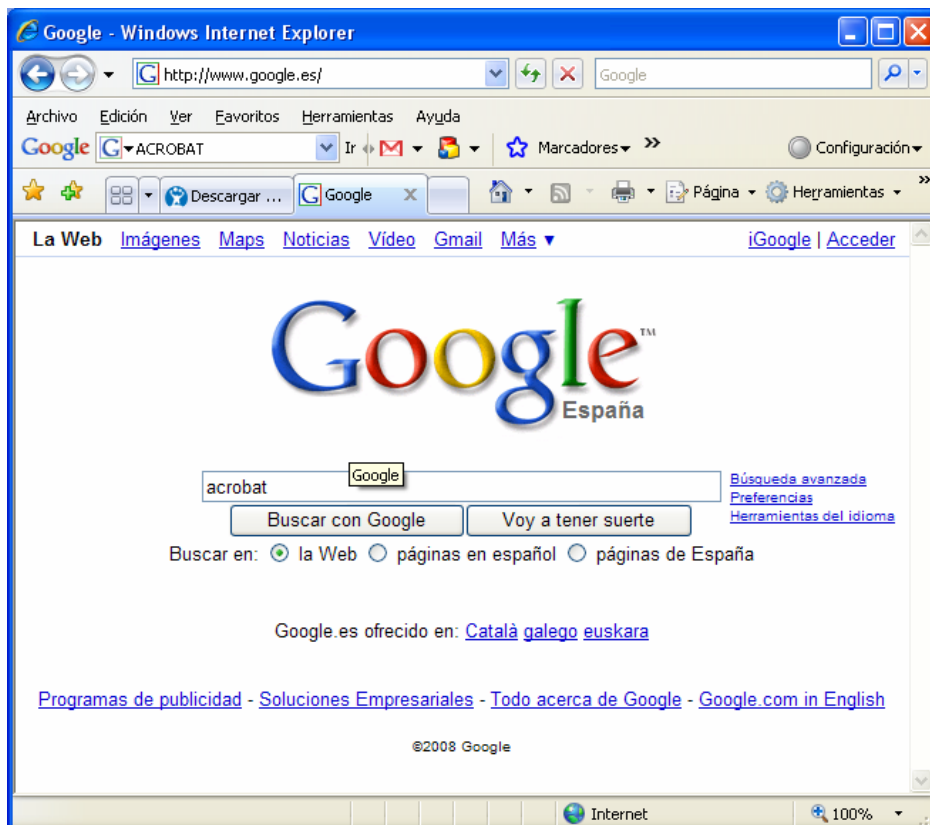 Google - Windows Internet Explorer
http://www.google.es/ Google
Archivo Edición Ver Favoritos Herramientas Ayuda
Google ACROBAT Ir Marcadores Configuración
Descargar ... Google Página Herramientas
La Web Imágenes Maps Noticias Vídeo Gmail Más ▼ iGoogle | Acceder
Google™
España
Google
acrobat
Búsqueda avanzada
Preferencias
Herramientas del idioma
Buscar con Google Voy a tener suerte
Buscar en: la Web páginas en español páginas de España
Google.es ofrecido en: Català galego euskara
Programas de publicidad - Soluciones Empresariales - Todo acerca de Google - Google.com in English
©2008 Google
Internet 100%